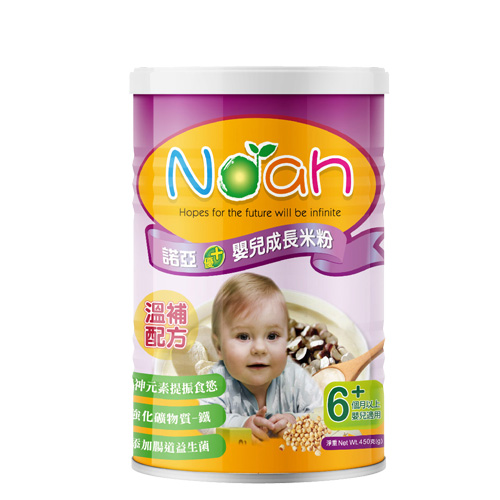 Noah
Hopes for the future will be infinite
諾亞 優+ 嬰兒成長米粉
溫補
配方
神元素提振食慾
強化礦物質-鐵
添加腸道益生菌
6+
個月以上
嬰兒適用
淨重 Net Wt. 450克(g)